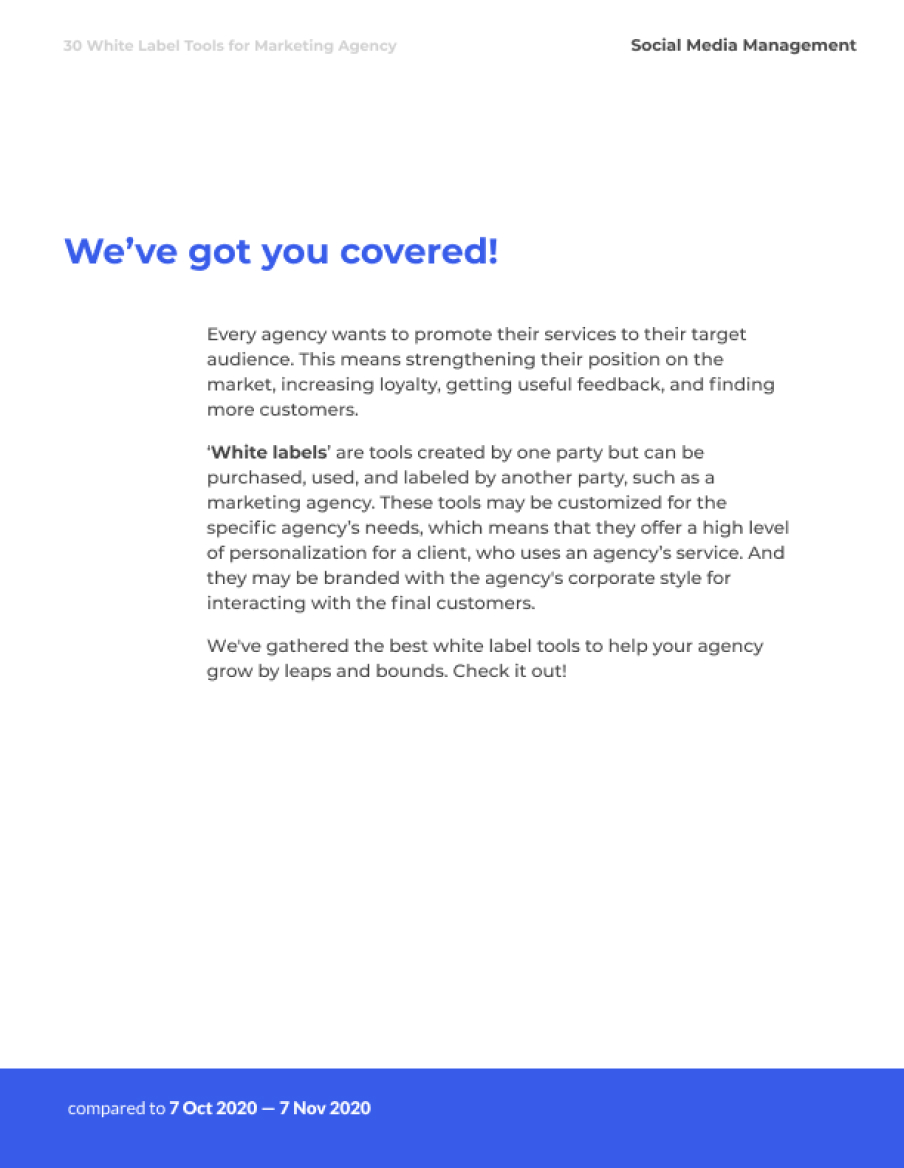 30 White Label Tools for Marketing Agency
Social Media Management
We’ve got you covered!
Every agency wants to promote their services to their target
audience. This means strengthening their position on the
market, increasing loyalty, getting useful feedback, and finding
more customers.
‘White labels’ are tools created by one party but can be
purchased, used, and labeled by another party, such as a
marketing agency. These tools may be customized for the
specific agency’s needs, which means that they offer a high level
of personalization for a client, who uses an agency’s service. And
they may be branded with the agency's corporate style for
interacting with the final customers.
We've gathered the best white label tools to help your agency
grow by leaps and bounds. Check it out!
compared to 7 Oct 2020 — 7 Nov 2020